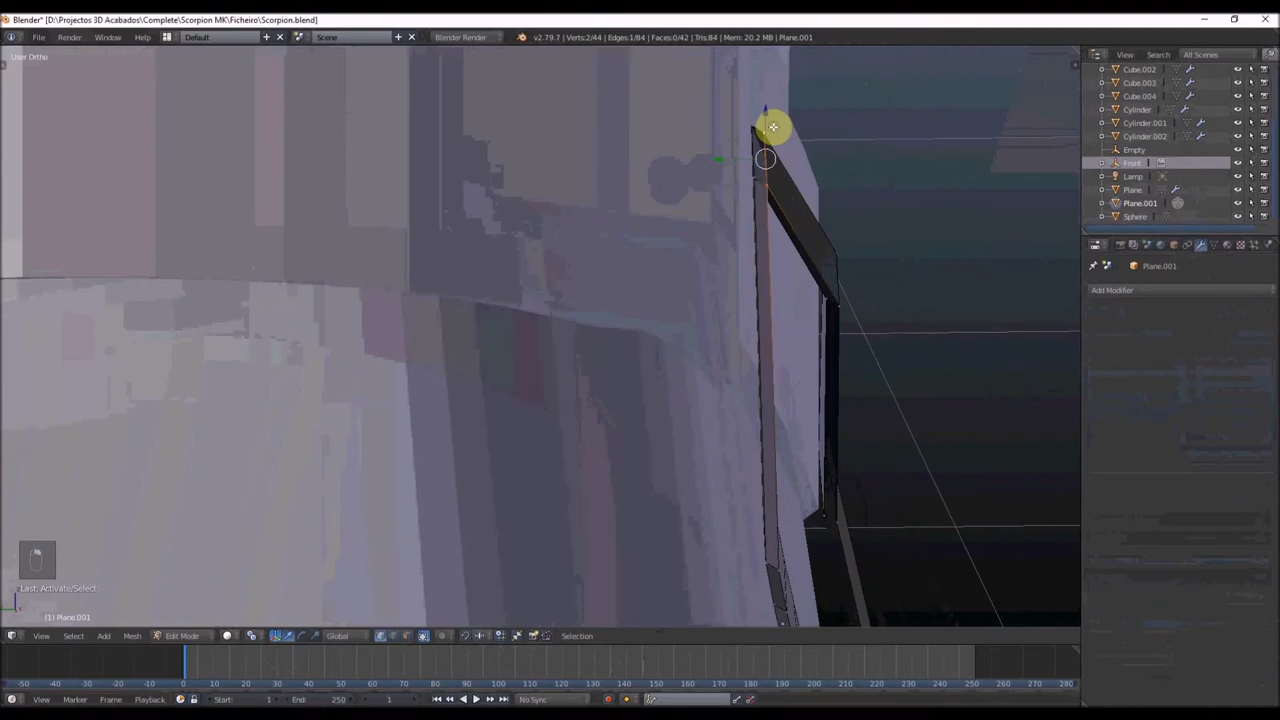 Blender* [D:\Projectos 3D Acabados\Complete\Scorpion MK\Ficheiro\Scorpion.blend]
File Render Window Help Default Scene Blender Render v2.79.7 | Verts:2/44 | Edges:1/84 | Faces:0/42 | Tris:84 | Mem: 20.2 MB | Plane.001
View Search All Scenes
User Ortho
Cube.002
Cube.003
Cube.004
Cylinder
Cylinder.001
Cylinder.002
Empty
Front
Lamp
Plane
Plane.001
Sphere
Plane.001
Add Modifier
Last: Activate/Select
(1) Plane.001
View Select Add Mesh Edit Mode Global Selection
-50 -40 -30 -20 -10 0 10 20 30 40 50 60 70 80 90 100 110 120 130 140 150 160 170 180 190 200 210 220 230 240 250 260 270 280
View Marker Frame Playback Start: 1 End: 250 1 No Sync